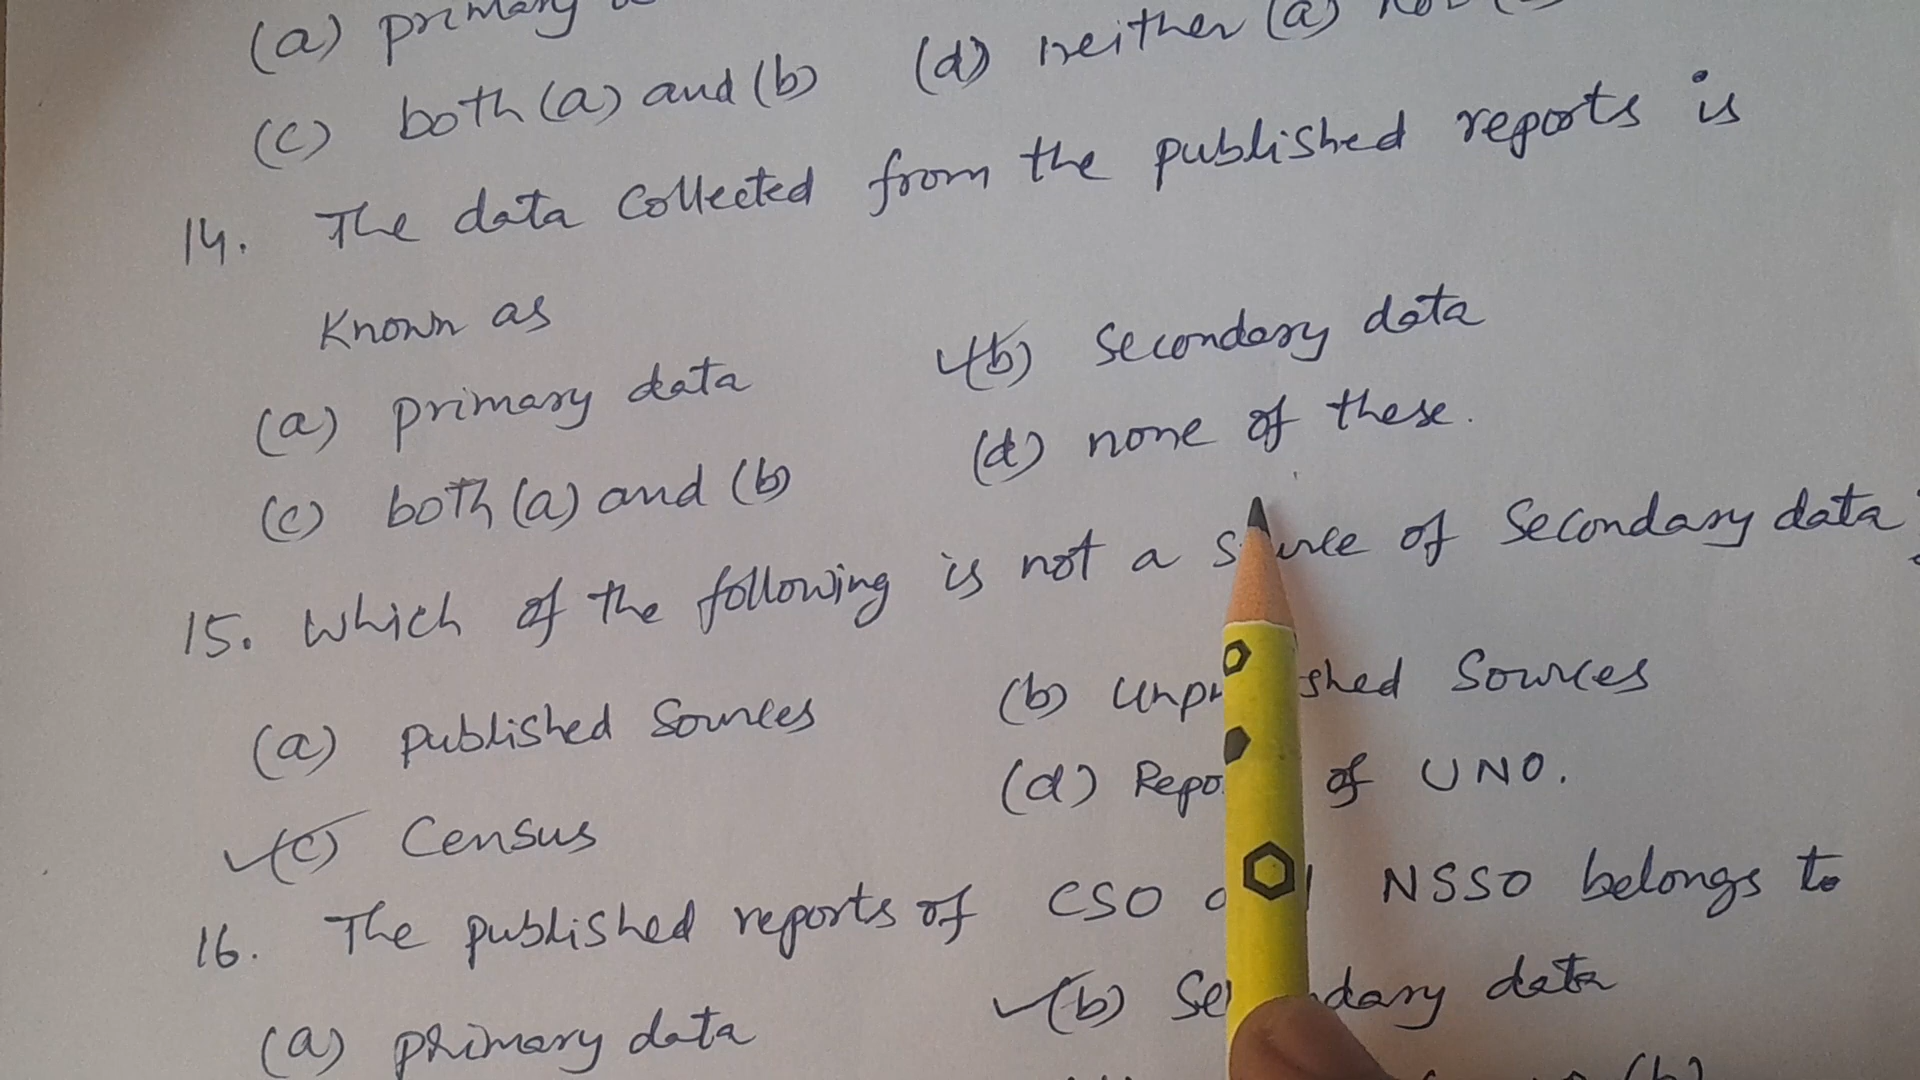 (a) primary
(c) both (a) and (b) (d) neither (a)
14. The data collected from the published reports is
Known as
(a) primary data (b) Secondary data
(c) both (a) and (b) (d) none of these.
15. Which of the following is not a of Secondary data
(a) published Sources (b) Sources
(c) Census (d) of UNO.
16. The published reports of CSO NSSO belongs to
(a) primary data (b) data